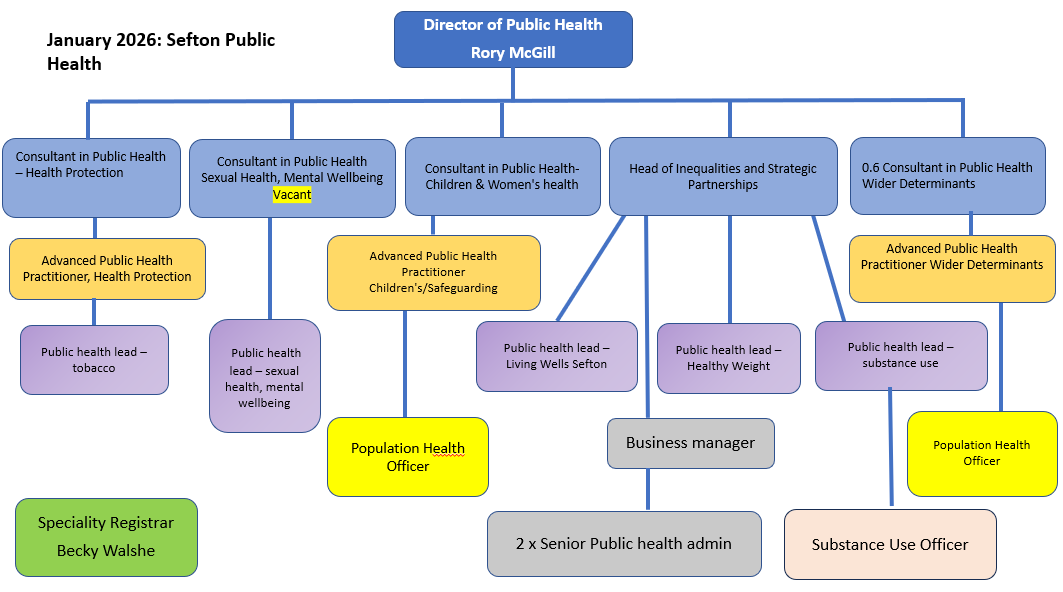 January 2026: Sefton Public
Health
Director of Public Health
Rory McGill
Consultant in Public Health
– Health Protection
Consultant in Public Health
Sexual Health, Mental Wellbeing
Vacant
Consultant in Public Health-
Children & Women's health
Head of Inequalities and Strategic
Partnerships
0.6 Consultant in Public Health
Wider Determinants
Advanced Public Health
Practitioner, Health Protection
Advanced Public Health
Practitioner
Children's/Safeguarding
Advanced Public Health
Practitioner Wider Determinants
Public health lead –
tobacco
Public health
lead – sexual
health, mental
wellbeing
Public health lead –
Living Wells Sefton
Public health lead –
Healthy Weight
Public health lead –
substance use
Population Health
Officer
Business manager
Population Health
Officer
Speciality Registrar
Becky Walshe
2 x Senior Public health admin
Substance Use Officer